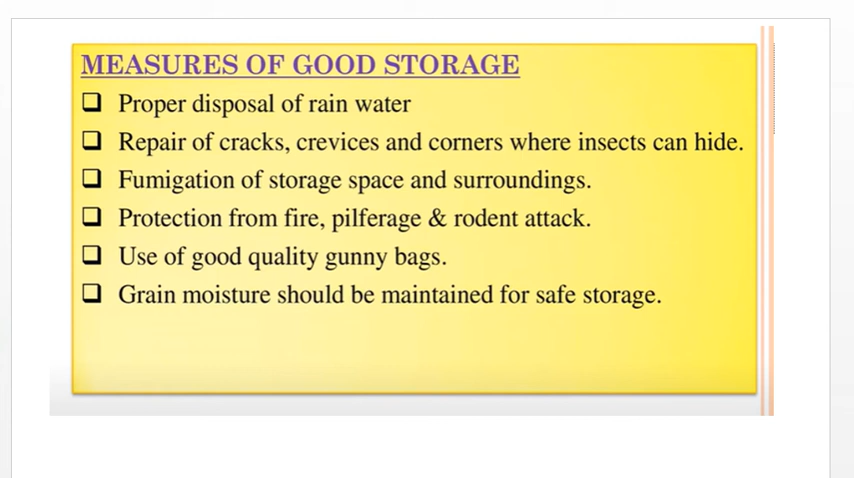 MEASURES OF GOOD STORAGE
❑ Proper disposal of rain water
❑ Repair of cracks, crevices and corners where insects can hide.
❑ Fumigation of storage space and surroundings.
❑ Protection from fire, pilferage & rodent attack.
❑ Use of good quality gunny bags.
❑ Grain moisture should be maintained for safe storage.